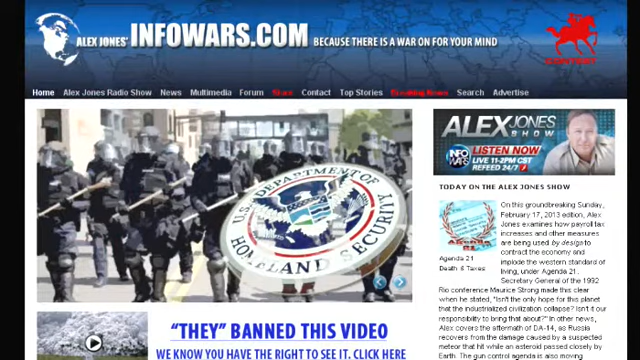 ALEX JONES' INFOWARS.COM BECAUSE THERE IS A WAR ON FOR YOUR MIND
Home Alex Jones Radio Show News Multimedia Forum Store Contact Top Stories Breaking News Search Advertise
U.S. DEPARTMENT OF HOMELAND SECURITY
ALEX JONES
SHOW
INFO WARS
LISTEN NOW
LIVE 11-2PM CST
REFEED 24/7
TODAY ON THE ALEX JONES SHOW
On this groundbreaking Sunday,
February 17, 2013 edition, Alex
Jones examines how payroll tax
increases and other measures
are being used by design to
contract the economy and
implode the western standard of
living, under Agenda 21.
Agenda 21
Death & Taxes
Secretary General of the 1992
Rio conference Maurice Strong made this clear
when he stated, "Isn't the only hope for this planet
that the industrialized civilization collapse? Isn't it our
responsibility to bring that about?" In other news,
Alex covers the aftermath of DA-14, as Russia
recovers from the damage caused by a suspected
meteor that hit while an asteroid passed closely by
Earth. The gun control agenda is also moving
"THEY" BANNED THIS VIDEO
WE KNOW YOU HAVE THE RIGHT TO SEE IT. CLICK HERE